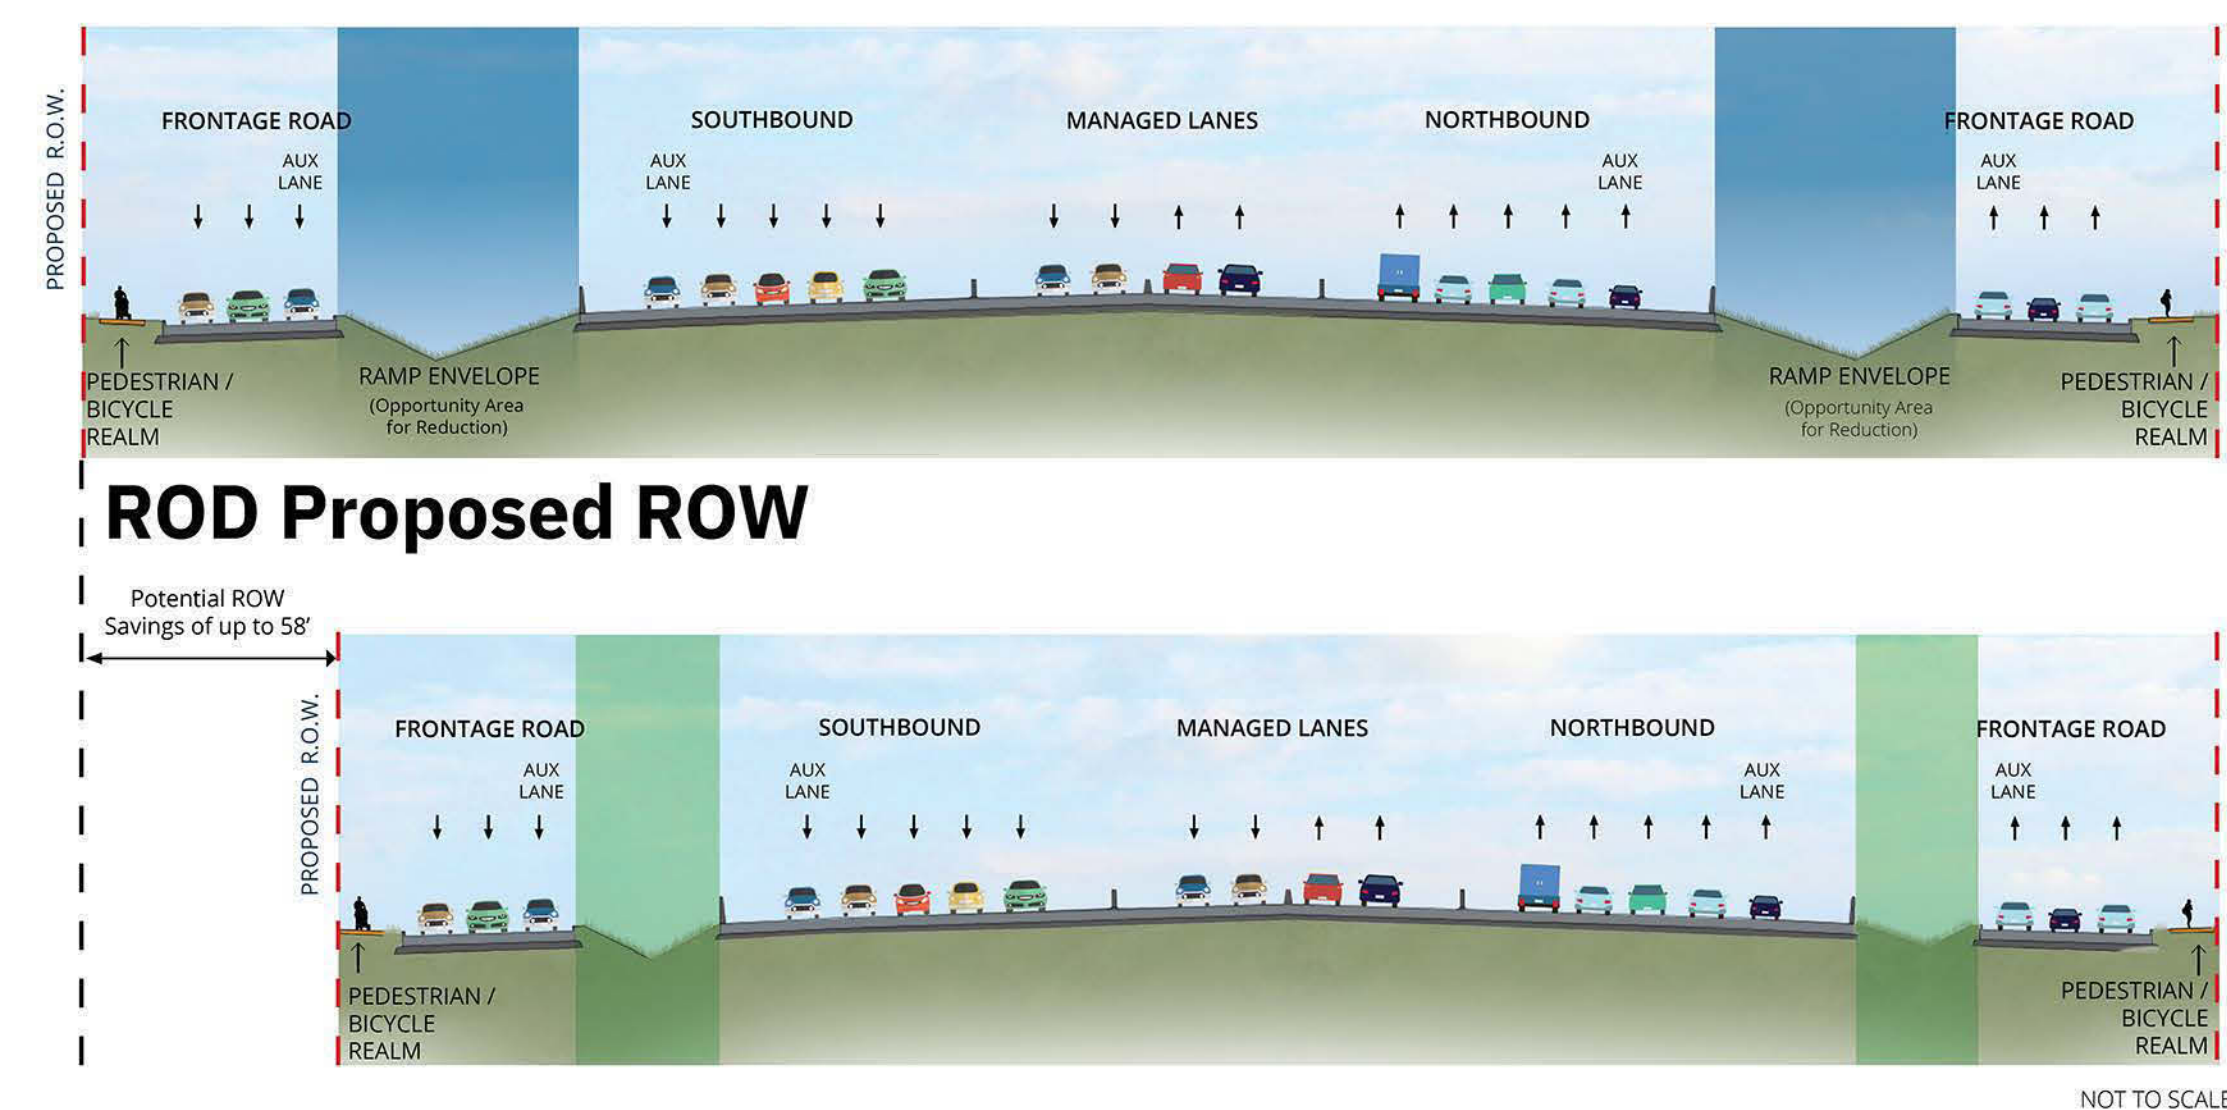 PROPOSED R.O.W.
FRONTAGE ROAD
SOUTHBOUND
MANAGED LANES
NORTHBOUND
FRONTAGE ROAD
AUX
LANE
AUX
LANE
AUX
LANE
AUX
LANE
PEDESTRIAN /
BICYCLE
REALM
RAMP ENVELOPE
(Opportunity Area
for Reduction)
RAMP ENVELOPE
(Opportunity Area
for Reduction)
PEDESTRIAN /
BICYCLE
REALM
ROD Proposed ROW
Potential ROW
Savings of up to 58’
PROPOSED R.O.W.
FRONTAGE ROAD
SOUTHBOUND
MANAGED LANES
NORTHBOUND
FRONTAGE ROAD
AUX
LANE
AUX
LANE
AUX
LANE
AUX
LANE
PEDESTRIAN /
BICYCLE
REALM
PEDESTRIAN /
BICYCLE
REALM
NOT TO SCALE